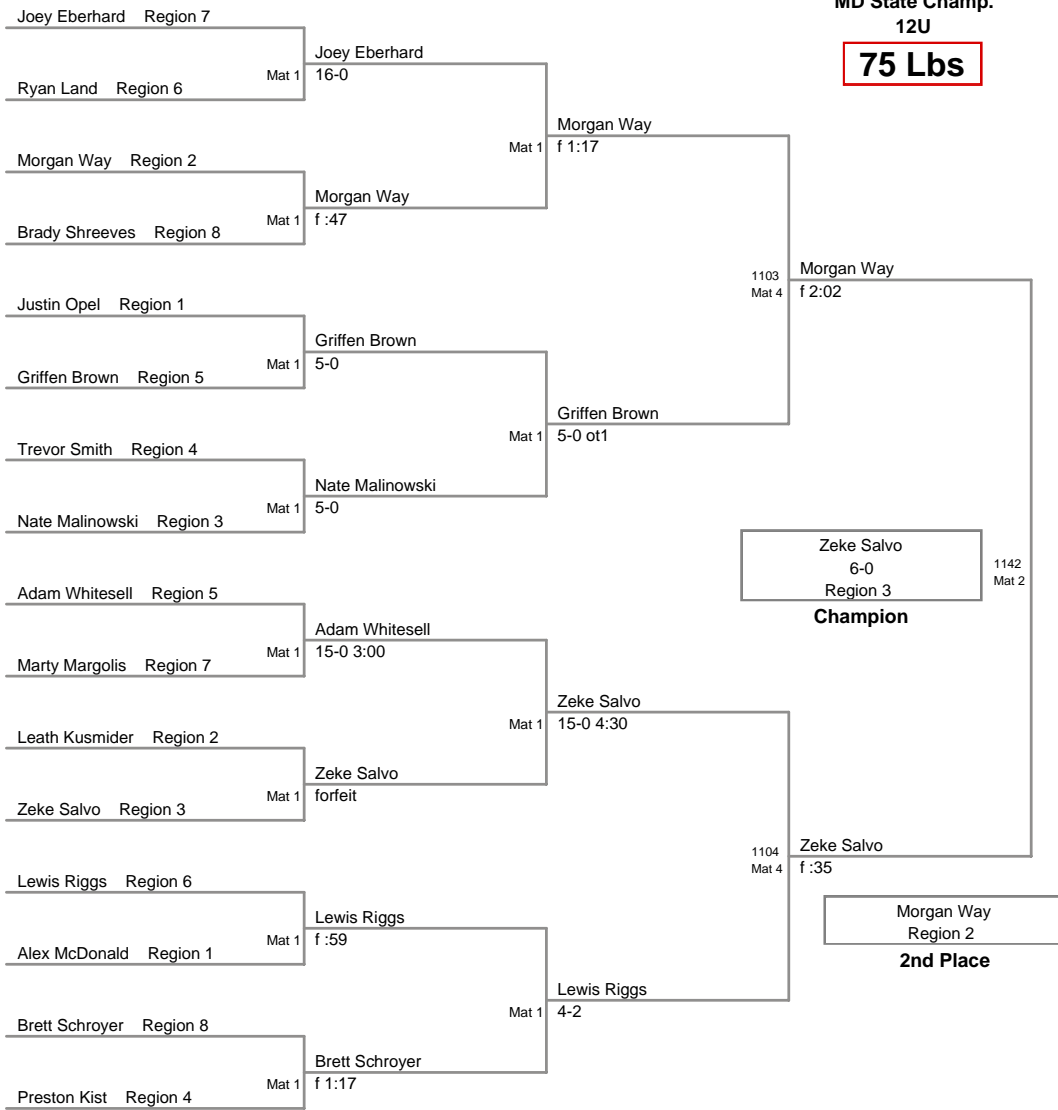 MD State Champ.
12U
75 Lbs
Joey Eberhard Region 7
Joey Eberhard
Mat 1
16-0
Ryan Land Region 6
Morgan Way
Mat 1
f 1:17
Morgan Way Region 2
Morgan Way
Mat 1
f :47
Brady Shreeves Region 8
1103
Mat 4
Morgan Way
f 2:02
Justin Opel Region 1
Griffen Brown
Mat 1
5-0
Griffen Brown Region 5
Griffen Brown
Mat 1
5-0 ot1
Trevor Smith Region 4
Nate Malinowski
Mat 1
5-0
Nate Malinowski Region 3
Zeke Salvo
6-0
Region 3
Champion
1142
Mat 2
Adam Whitesell Region 5
Adam Whitesell
Mat 1
15-0 3:00
Marty Margolis Region 7
Zeke Salvo
Mat 1
15-0 4:30
Leath Kusmider Region 2
Zeke Salvo
Mat 1
forfeit
Zeke Salvo Region 3
1104
Mat 4
Zeke Salvo
f :35
Lewis Riggs Region 6
Lewis Riggs
Mat 1
f :59
Alex McDonald Region 1
Morgan Way
Region 2
2nd Place
Lewis Riggs
Mat 1
4-2
Brett Schroyer Region 8
Brett Schroyer
Mat 1
f 1:17
Preston Kist Region 4